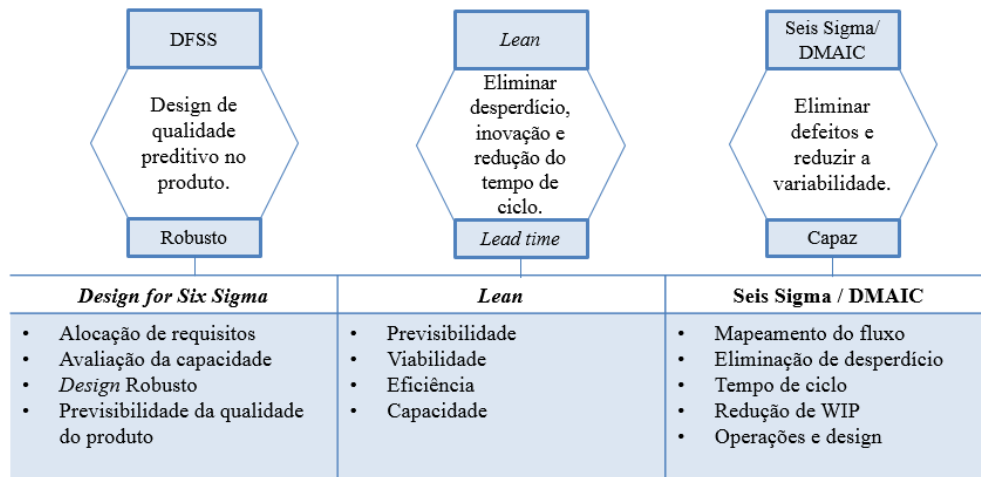 DFSS
Design de
qualidade
preditivo no
produto.
Robusto
Lean
Eliminar
desperdício,
inovação e
redução do
tempo de
ciclo.
Lead time
Seis Sigma/
DMAIC
Eliminar
defeitos e
reduzir a
variabilidade.
Capaz
Design for Six Sigma
• Alocação de requisitos
• Avaliação da capacidade
• Design Robusto
• Previsibilidade da qualidade
do produto
Lean
• Previsibilidade
• Viabilidade
• Eficiência
• Capacidade
Seis Sigma / DMAIC
• Mapeamento do fluxo
• Eliminação de desperdício
• Tempo de ciclo
• Redução de WIP
• Operações e design